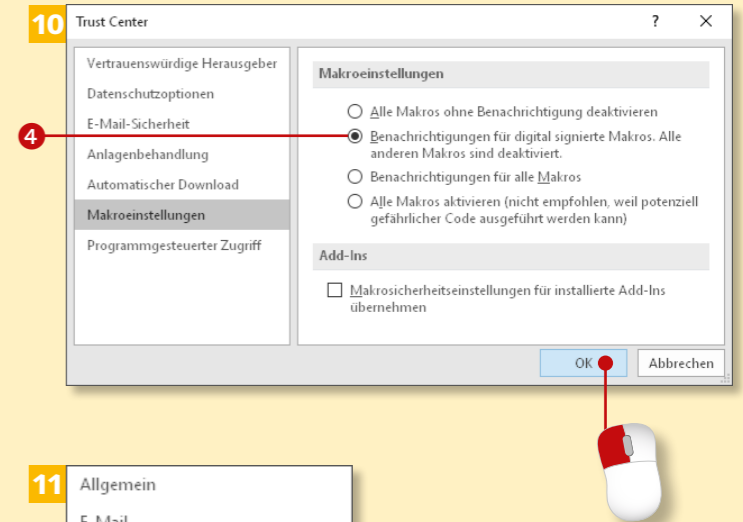 10
Trust Center ? ×
Vertrauenswürdige Herausgeber
Datenschutzoptionen
E-Mail-Sicherheit
Anlagenbehandlung
Automatischer Download
Makroeinstellungen
Programmgesteuerter Zugriff
Makroeinstellungen
Alle Makros ohne Benachrichtigung deaktivieren
4
Benachrichtigungen für digital signierte Makros. Alle
anderen Makros sind deaktiviert.
Benachrichtigungen für alle Makros
Alle Makros aktivieren (nicht empfohlen, weil potenziell
gefährlicher Code ausgeführt werden kann)
Add-Ins
Makrosicherheitseinstellungen für installierte Add-Ins
übernehmen
OK Abbrechen
11
Allgemein
E-Mail